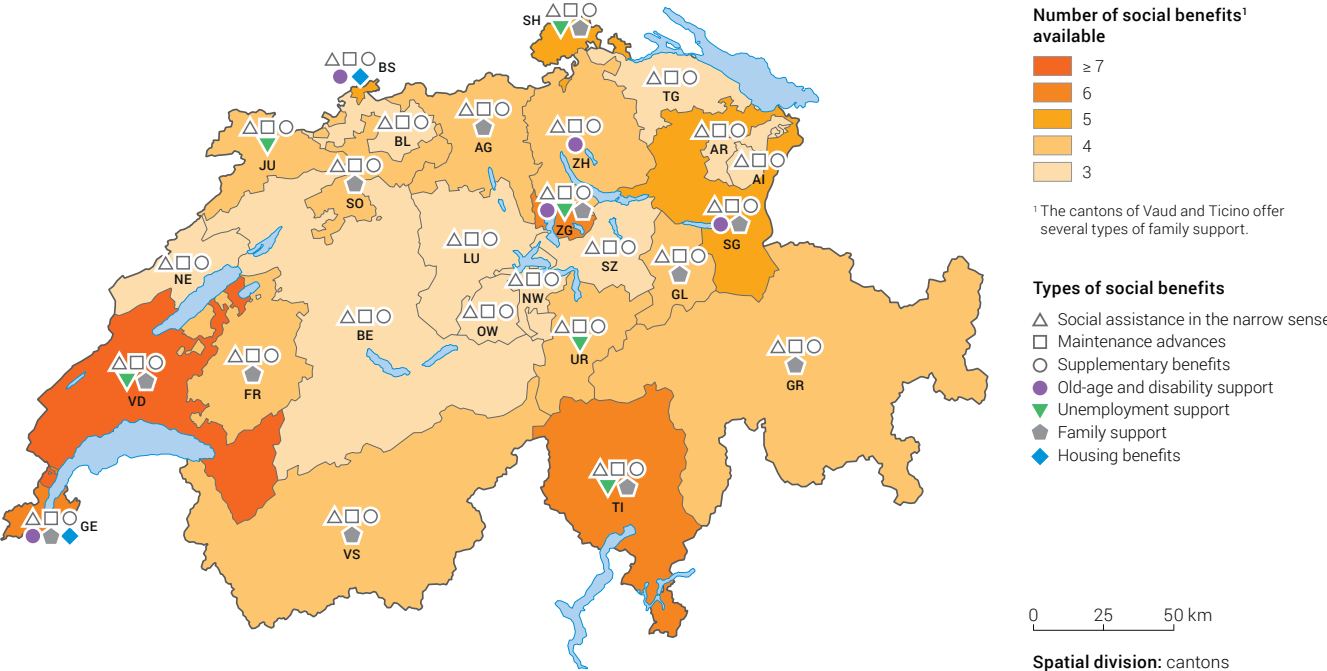 SH
BS
TG
BL
AG
ZH
AR
AI
JU
SO
ZG
SG
NE
LU
SZ
NW
GL
OW
BE
UR
VD
FR
GR
TI
GE
VS
Number of social benefits¹
available
≥ 7
6
5
4
3
¹ The cantons of Vaud and Ticino offer
several types of family support.
Types of social benefits
Social assistance in the narrow sense
Maintenance advances
Supplementary benefits
Old-age and disability support
Unemployment support
Family support
Housing benefits
0 25 50 km
Spatial division: cantons